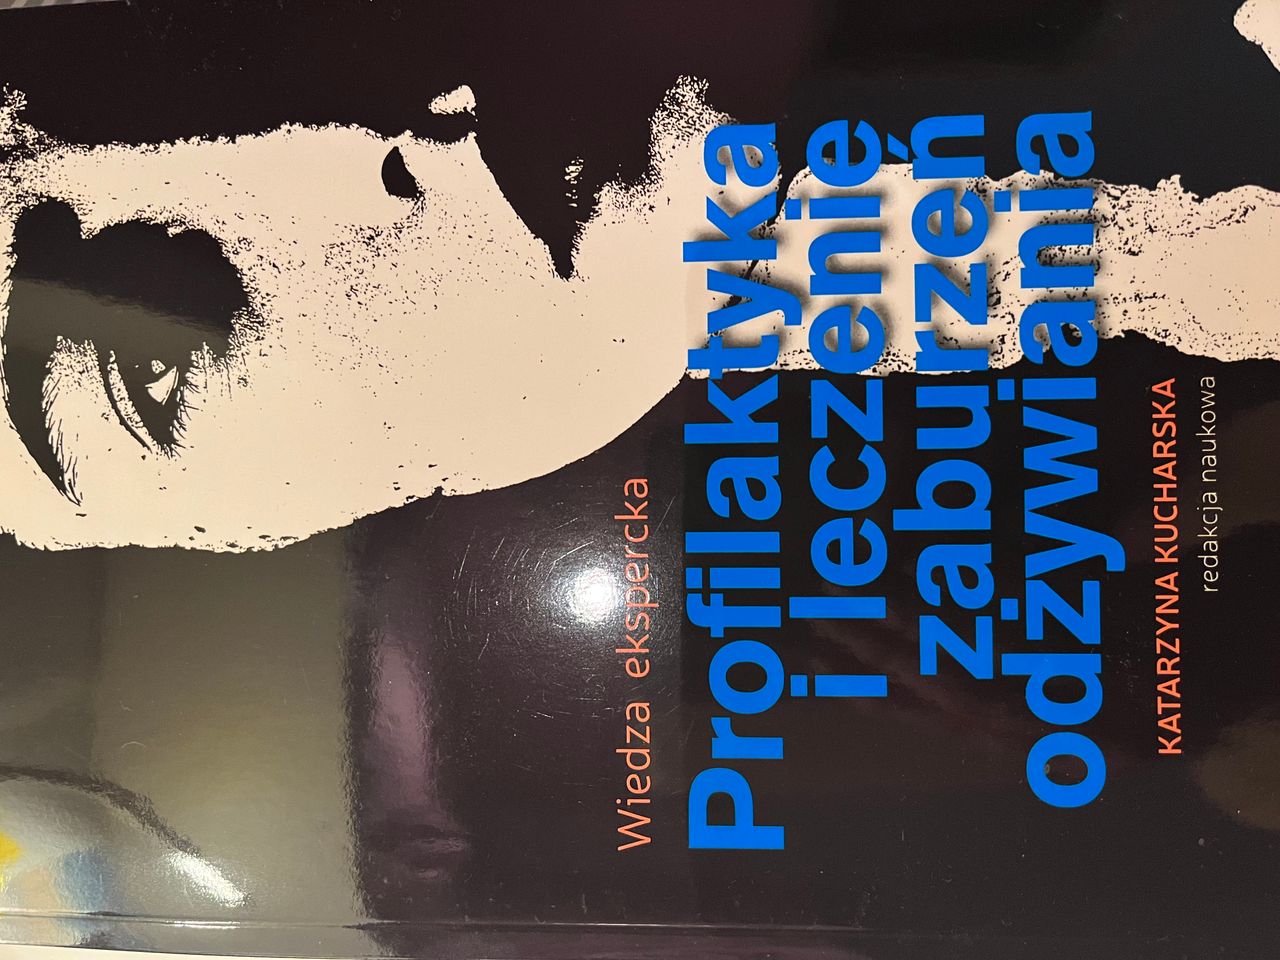 Wiedza ekspercka
Profilaktyka
i leczenie
zaburzeń
odżywiania
KATARZYNA KUCHARSKA
redakcja naukowa